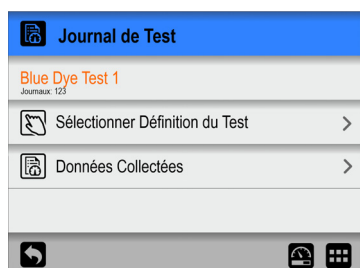 Journal de Test
Blue Dye Test 1
Journaux: 123
Sélectionner Définition du Test
Données Collectées